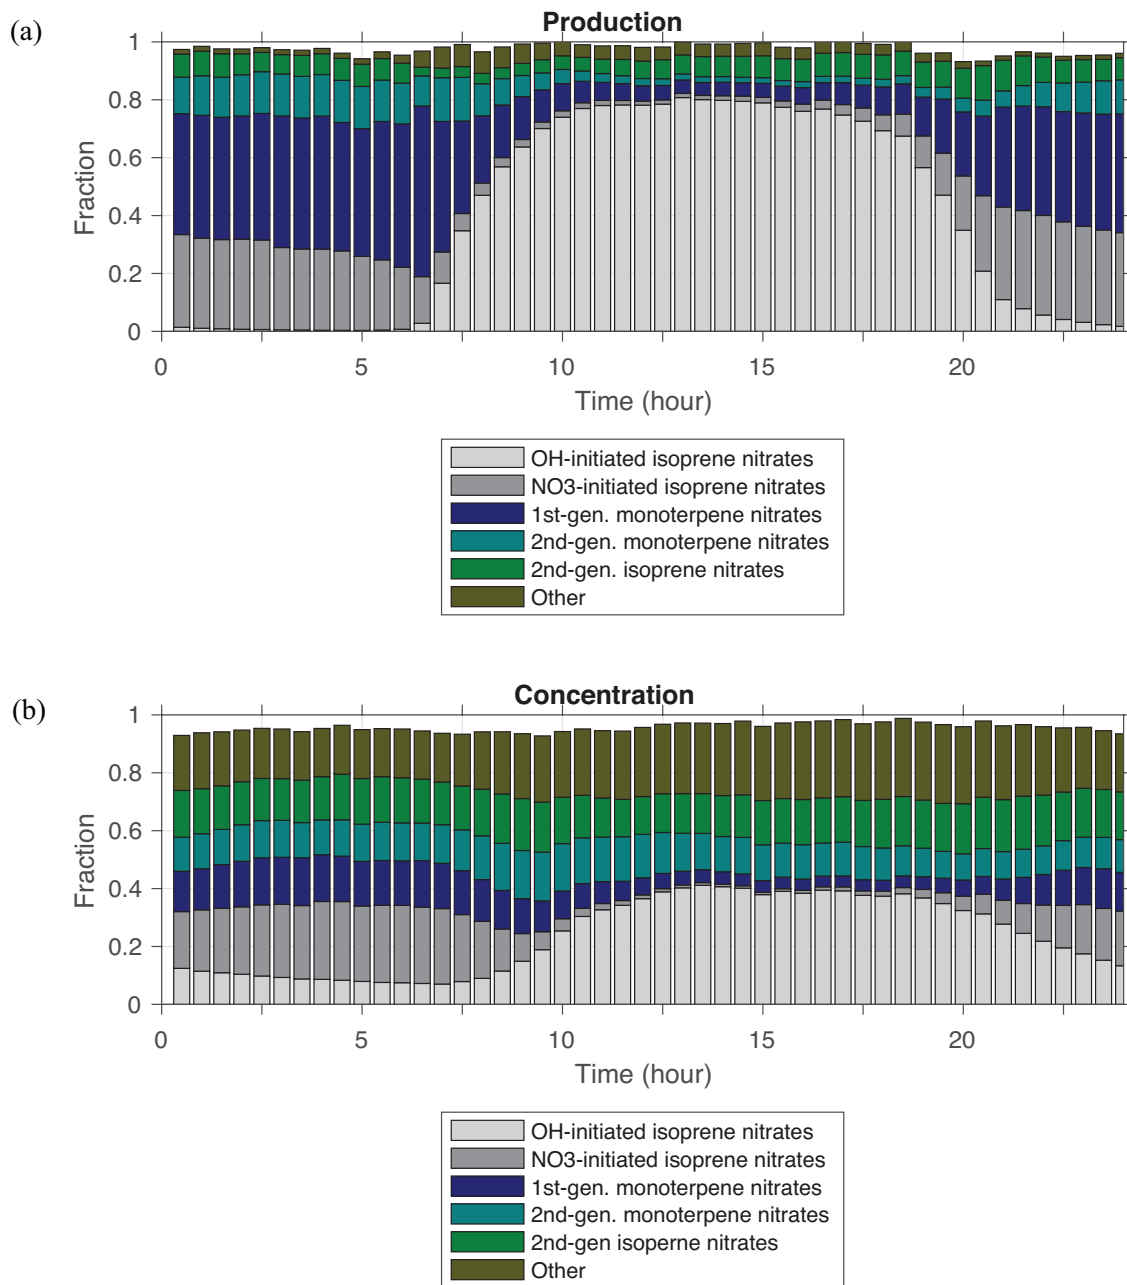 (a)
Production
1
0.8
0.6
0.4
0.2
0
Fraction
0 5 10 15 20
Time (hour)
OH-initiated isoprene nitrates
NO3-initiated isoprene nitrates
1st-gen. monoterpene nitrates
2nd-gen. monoterpene nitrates
2nd-gen. isoprene nitrates
Other
(b)
Concentration
1
0.8
0.6
0.4
0.2
0
Fraction
0 5 10 15 20
Time (hour)
OH-initiated isoprene nitrates
NO3-initiated isoprene nitrates
1st-gen. monoterpene nitrates
2nd-gen. monoterpene nitrates
2nd-gen isoperne nitrates
Other